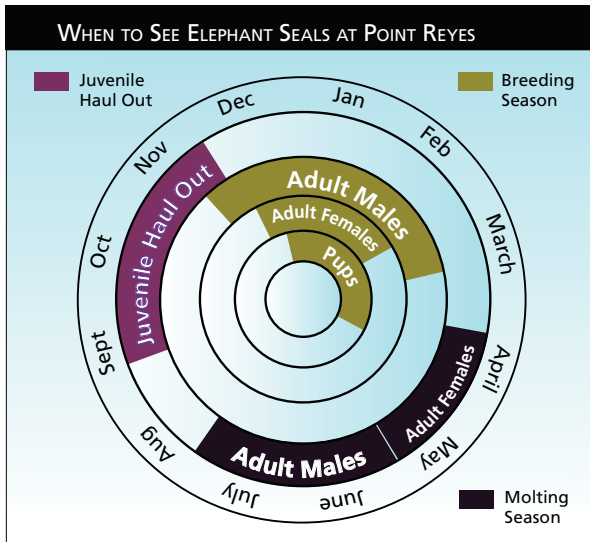 WHEN TO SEE ELEPHANT SEALS AT POINT REYES
Juvenile
Haul Out
Breeding
Season
Jan
Feb
March
April
May
June
July
Aug
Sept
Oct
Nov
Dec
Juvenile Haul Out
Adult Males
Adult Females
Pups
Adult Females
Adult Males
Molting
Season